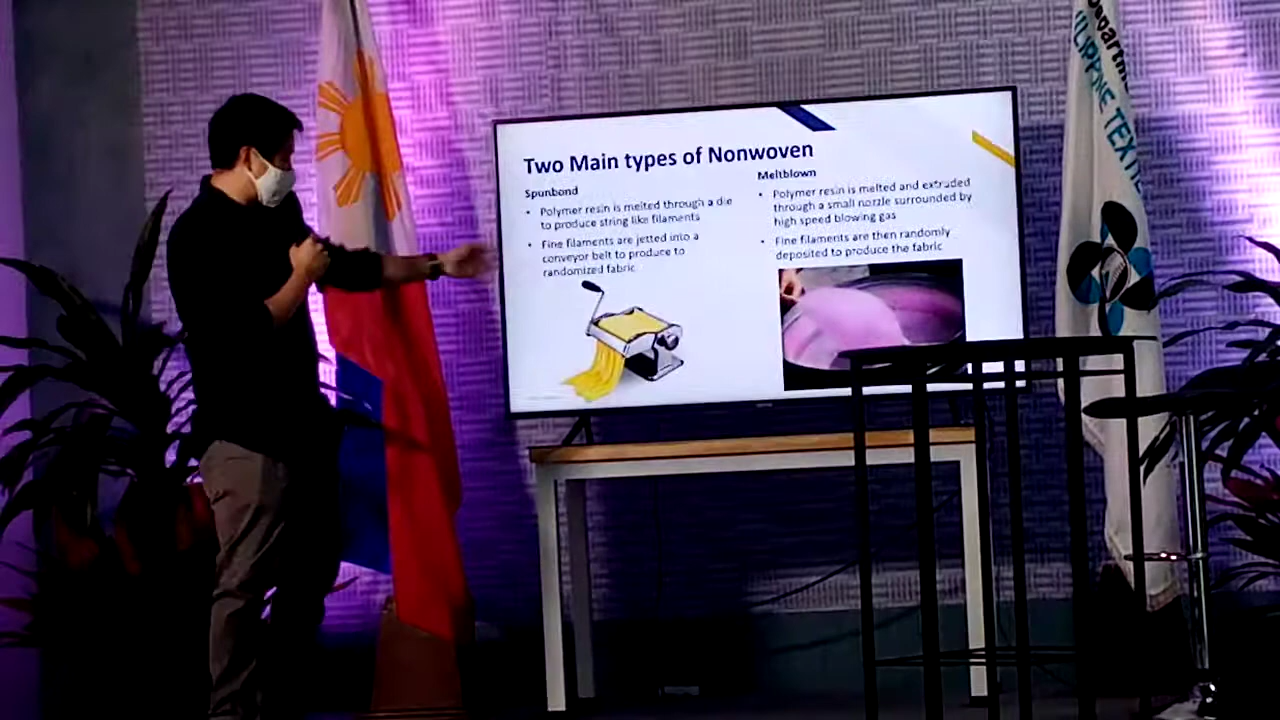 Two Main types of Nonwoven
Spunbond
• Polymer resin is melted through a die
to produce string like filaments
• Fine filaments are jetted into a
conveyor belt to produce to
randomized fabric
Meltblown
• Polymer resin is melted and extruded
through a small nozzle surrounded by
high speed blowing gas
• Fine filaments are then randomly
deposited to produce the fabric